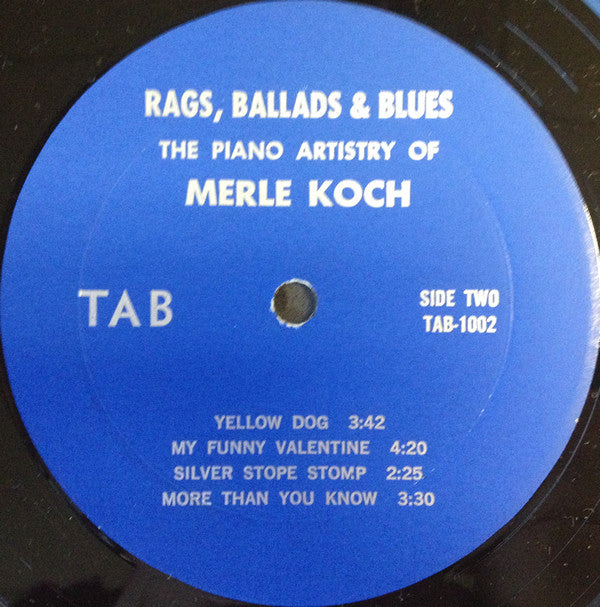 RAGS, BALLADS & BLUES
THE PIANO ARTISTRY OF
MERLE KOCH
TAB
SIDE TWO
TAB-1002
YELLOW DOG 3:42
MY FUNNY VALENTINE 4:20
SILVER STOPE STOMP 2:25
MORE THAN YOU KNOW 3:30